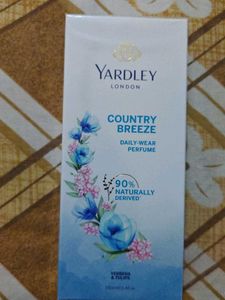 YARDLEY
LONDON
COUNTRY
BREEZE
DAILY-WEAR
PERFUME
90%
NATURALLY
DERIVED
VERBENA
& TULIPS